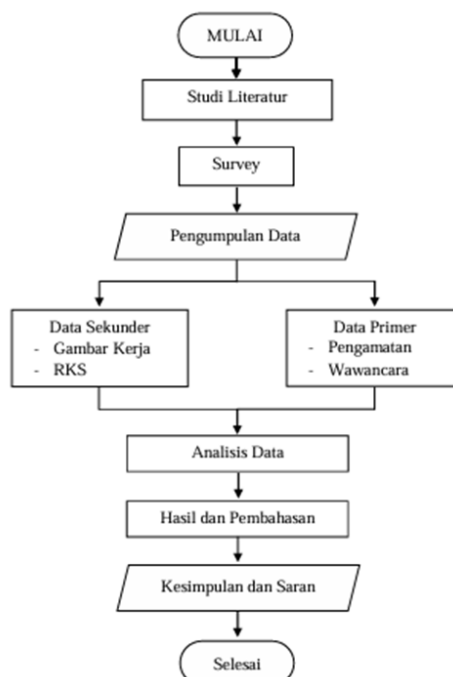 MULAI
Studi Literatur
Survey
Pengumpulan Data
Data Sekunder
- Gambar Kerja
- RKS
Data Primer
- Pengamatan
- Wawancara
Analisis Data
Hasil dan Pembahasan
Kesimpulan dan Saran
Selesai